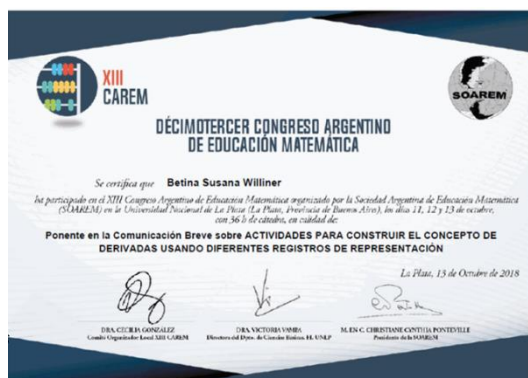 XIII
CAREM
SOAREM
DÉCIMOTERCER CONGRESO ARGENTINO
DE EDUCACIÓN MATEMÁTICA
Se certifica que Betina Susana Williner
ha participado en el XIII Congreso Argentino de Educación Matemática organizado por la Sociedad Argentina de Educación Matemática
(SOAREM) en la Universidad Nacional de La Plata (La Plata, Provincia de Buenos Aires), los días 11, 12 y 13 de octubre,
con 36 h de cátedra, en calidad de:
Ponente en la Comunicación Breve sobre ACTIVIDADES PARA CONSTRUIR EL CONCEPTO DE
DERIVADAS USANDO DIFERENTES REGISTROS DE REPRESENTACIÓN
La Plata, 13 de Octubre de 2018
DRA. CECILIA GONZÁLEZ
Comité Organizador Local XIII CAREM
DRA. VICTORIA
Directora del Dpto. de Ciencias Exactas. H. UNLP
M. EN C. CHRISTIANE CYNTHIA PONTEVILLE
Presidente de la SOAREM